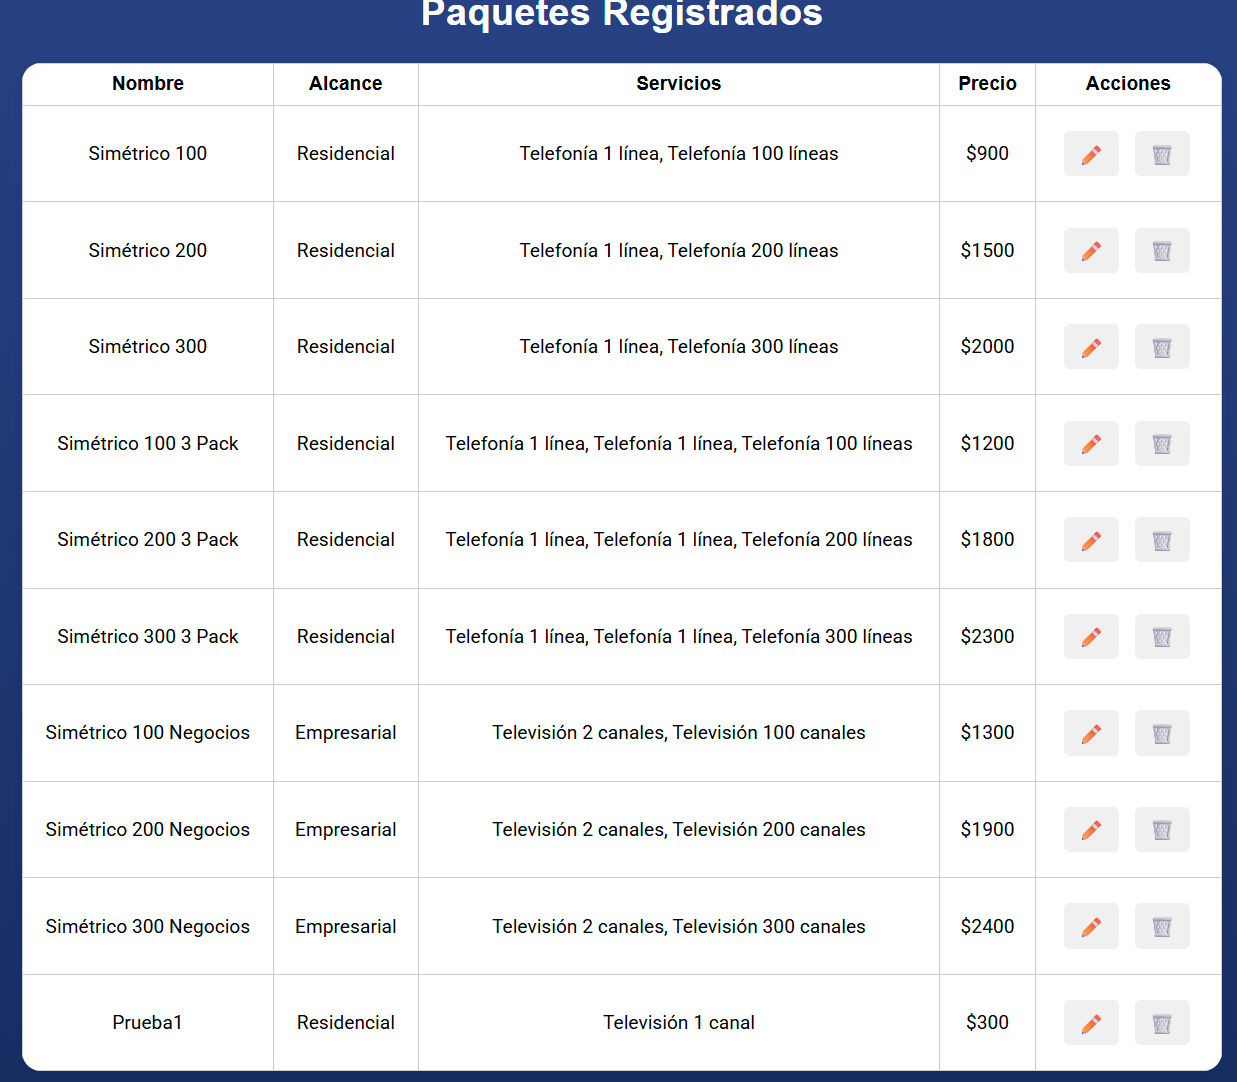 Paquetes Registrados
Nombre Alcance Servicios Precio Acciones
Simétrico 100 Residencial Telefonía 1 línea, Telefonía 100 líneas $900
Simétrico 200 Residencial Telefonía 1 línea, Telefonía 200 líneas $1500
Simétrico 300 Residencial Telefonía 1 línea, Telefonía 300 líneas $2000
Simétrico 100 3 Pack Residencial Telefonía 1 línea, Telefonía 1 línea, Telefonía 100 líneas $1200
Simétrico 200 3 Pack Residencial Telefonía 1 línea, Telefonía 1 línea, Telefonía 200 líneas $1800
Simétrico 300 3 Pack Residencial Telefonía 1 línea, Telefonía 1 línea, Telefonía 300 líneas $2300
Simétrico 100 Negocios Empresarial Televisión 2 canales, Televisión 100 canales $1300
Simétrico 200 Negocios Empresarial Televisión 2 canales, Televisión 200 canales $1900
Simétrico 300 Negocios Empresarial Televisión 2 canales, Televisión 300 canales $2400
Prueba1 Residencial Televisión 1 canal $300